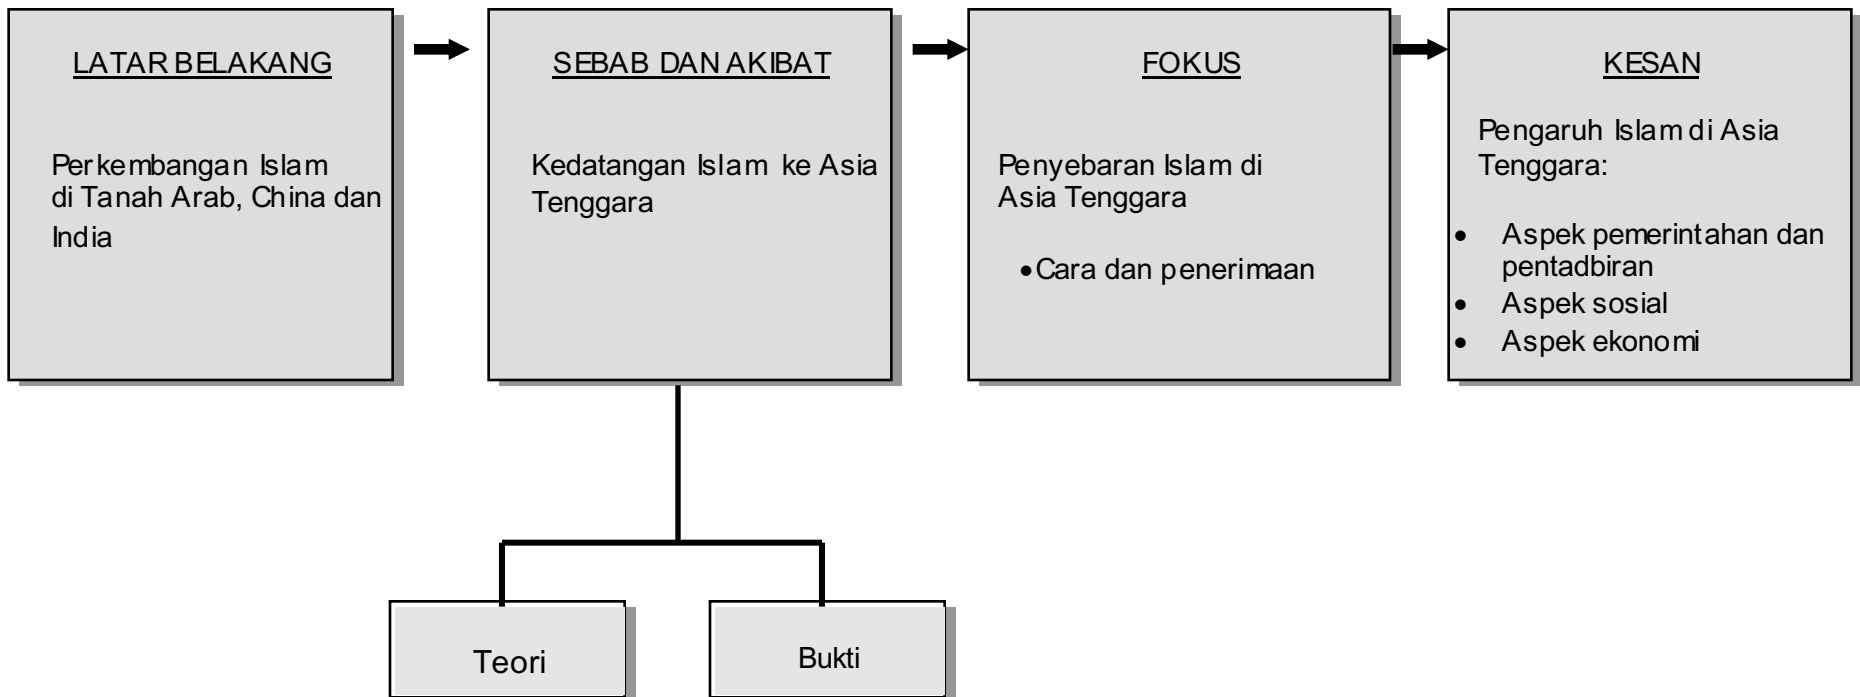 LATAR BELAKANG
Perkembangan Islam
di Tanah Arab, China dan
India
SEBAB DAN AKIBAT
Kedatangan Islam ke Asia
Tenggara
FOKUS
Penyebaran Islam di
Asia Tenggara
•Cara dan penerimaan
KESAN
Pengaruh Islam di Asia
Tenggara:
• Aspek pemerintahan dan
pentadbiran
• Aspek sosial
• Aspek ekonomi
Teori
Bukti